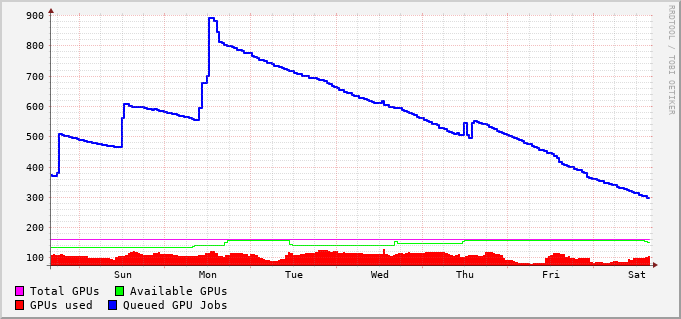 900
800
700
600
500
400
300
200
100
Sun Mon Tue Wed Thu Fri Sat
Total GPUs Available GPUs
GPUs used Queued GPU Jobs
RRDTOOL / TOBI OETIKER